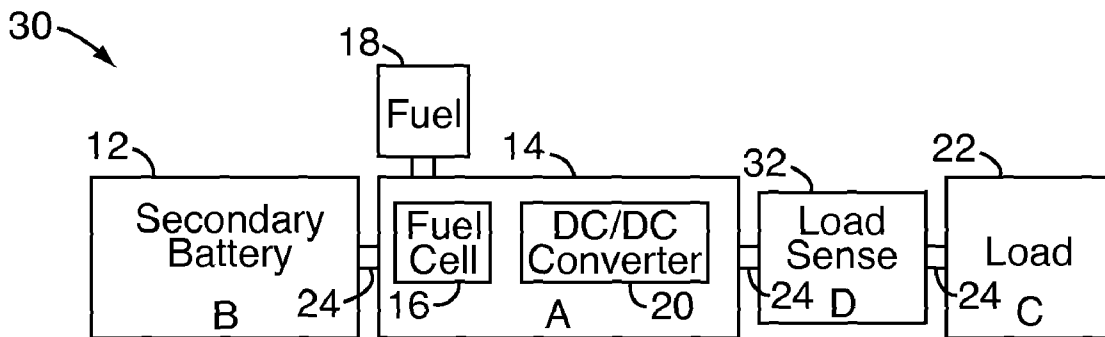 30
18
Fuel
12
14
32
22
Secondary
Battery
Fuel
Cell
DC/DC
Converter
Load
Sense
Load
24
16
20
24
24
B
A
D
C